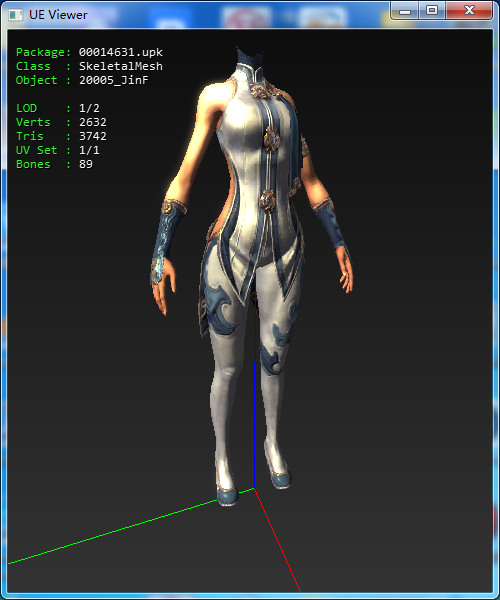 UE Viewer
Package: 00014631.upk
Class : SkeletalMesh
Object : 20005_JinF
LOD : 1/2
Verts : 2632
Tris : 3742
UV Set : 1/1
Bones : 89